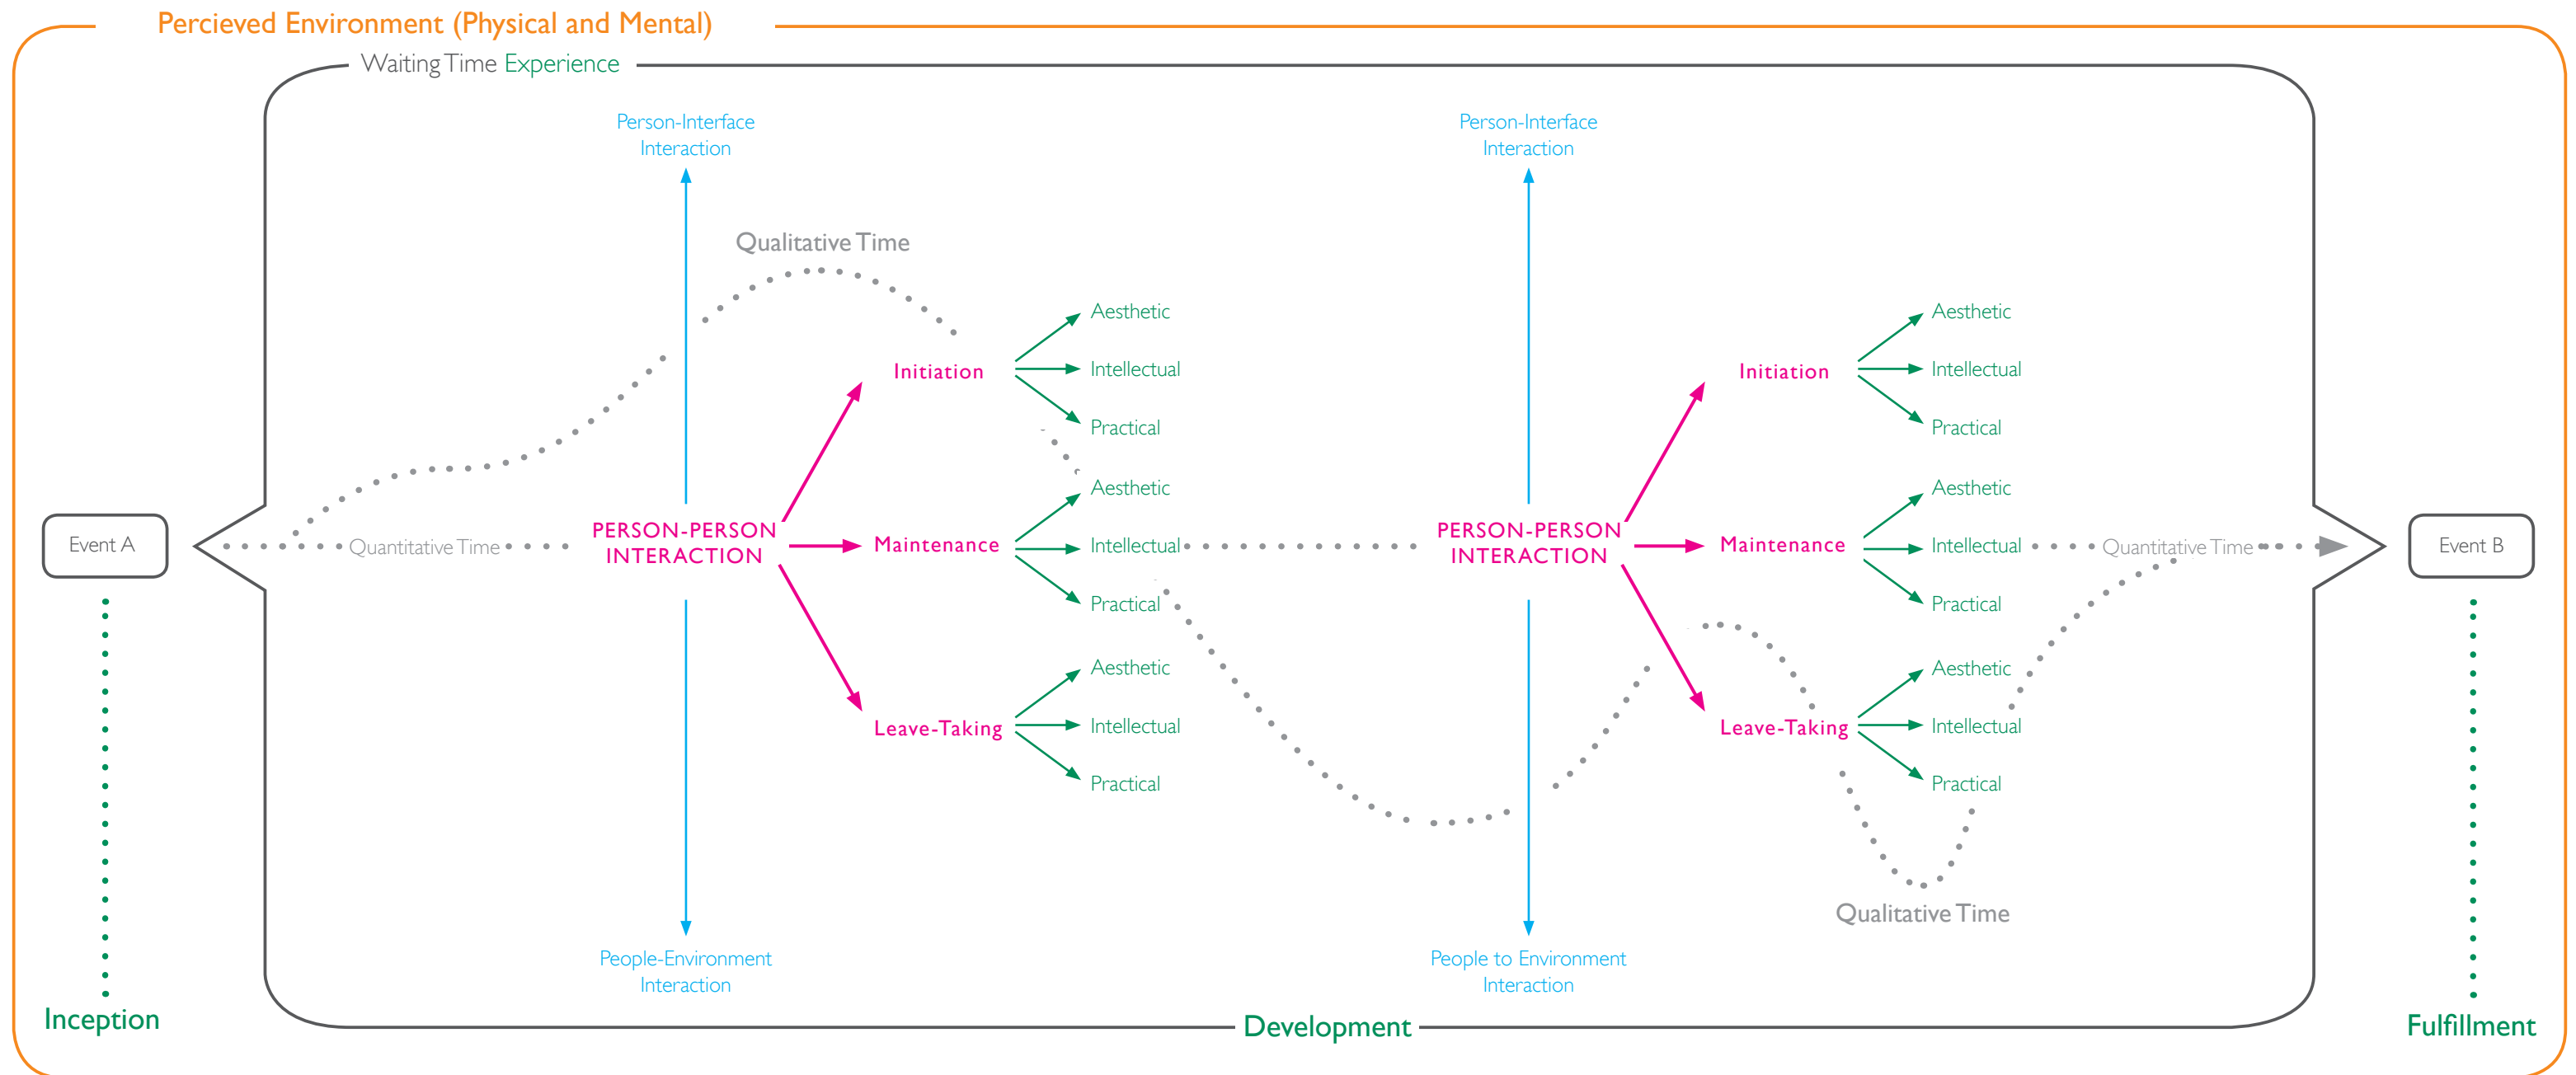 Percieved Environment (Physical and Mental)
Waiting Time Experience
Person-Interface
Interaction
Person-Interface
Interaction
Qualitative Time
Aesthetic
Intellectual
Practical
Initiation
Aesthetic
Intellectual
Practical
Initiation
Event A
Quantitative Time
PERSON-PERSON
INTERACTION
Maintenance
Aesthetic
Intellectual
Practical
PERSON-PERSON
INTERACTION
Maintenance
Aesthetic
Intellectual
Practical
Quantitative Time
Event B
Leave-Taking
Aesthetic
Intellectual
Practical
Leave-Taking
Aesthetic
Intellectual
Practical
Qualitative Time
People-Environment
Interaction
People to Environment
Interaction
Inception
Development
Fulfillment